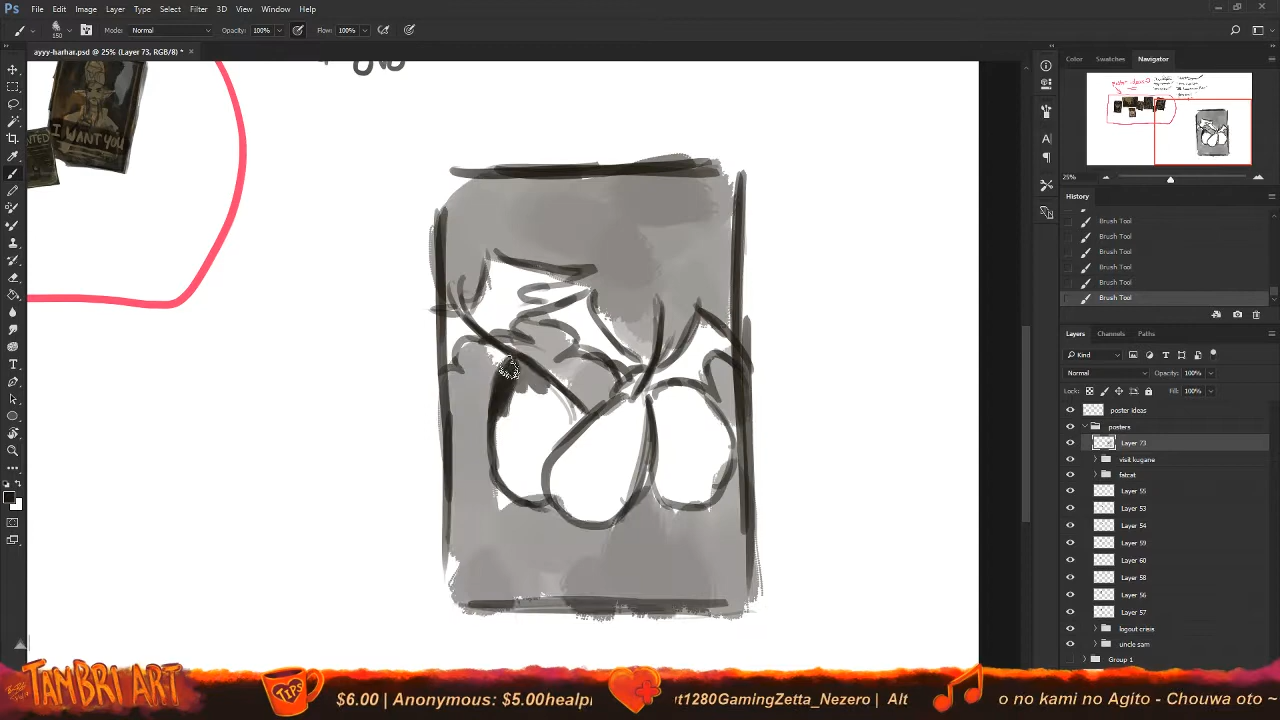 Ps File Edit Image Layer Type Select Filter 3D View Window Help
150 Mode: Normal Opacity: 100% Flow: 100%
ayyy-harhar.psd @ 25% (Layer 73, RGB/8) *
I WANT YOU
Color Swatches Navigator
25%
History
Brush Tool
Brush Tool
Brush Tool
Brush Tool
Brush Tool
Brush Tool
Layers Channels Paths
Kind
Normal Opacity: 100%
Lock: Fill: 100%
poster ideas
posters
Layer 73
visit kugane
fatcat
Layer 55
Layer 53
Layer 54
Layer 59
Layer 60
Layer 58
Layer 56
Layer 57
logout crisis
uncle sam
Group 1
TAMBRI ART
TIPS
$6.00 | Anonymous: $5.00healp
t1280GamingZetta_Nezero | Alt
o no kami no Agito - Chouwa oto ~